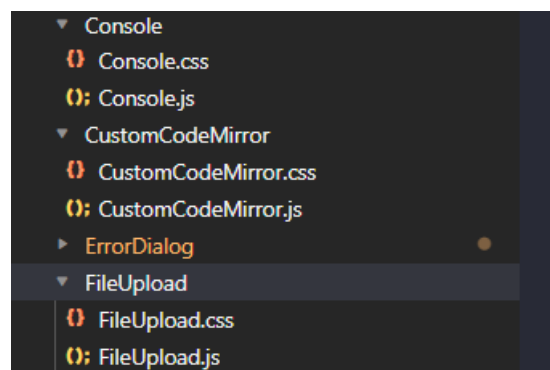 Console
{} Console.css
(); Console.js
CustomCodeMirror
{} CustomCodeMirror.css
(); CustomCodeMirror.js
ErrorDialog
FileUpload
{} FileUpload.css
(); FileUpload.js